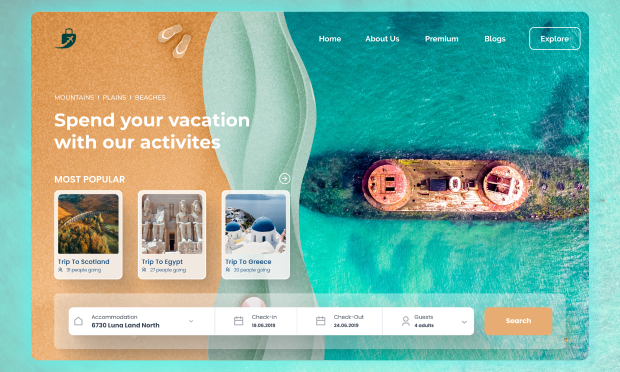 Home
About Us
Premium
Blogs
Explore
MOUNTAINS I PLAINS I BEACHES
Spend your vacation
with our activites
MOST POPULAR
Trip To Scotland
31 people going
Trip To Egypt
27 people going
Trip To Greece
20 people going
Accommodation
6730 Luna Land North
Check-in
19.06.2019
Check-Out
24.06.2019
Guests
4 adults
Search